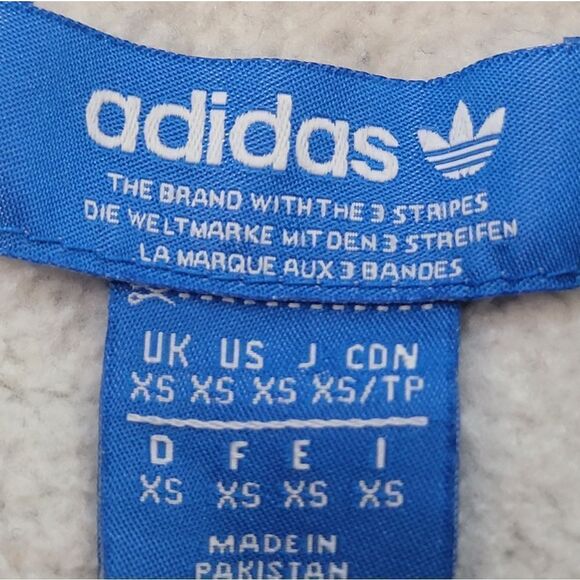 adidas
THE BRAND WITH THE 3 STRIPES
DIE WELTMARKE MIT DEN 3 STREIFEN
LA MARQUE AUX 3 BANDES
UK US J CDN
XS XS XS XS/TP
D F E I
XS XS XS XS
MADE IN
PAKISTAN